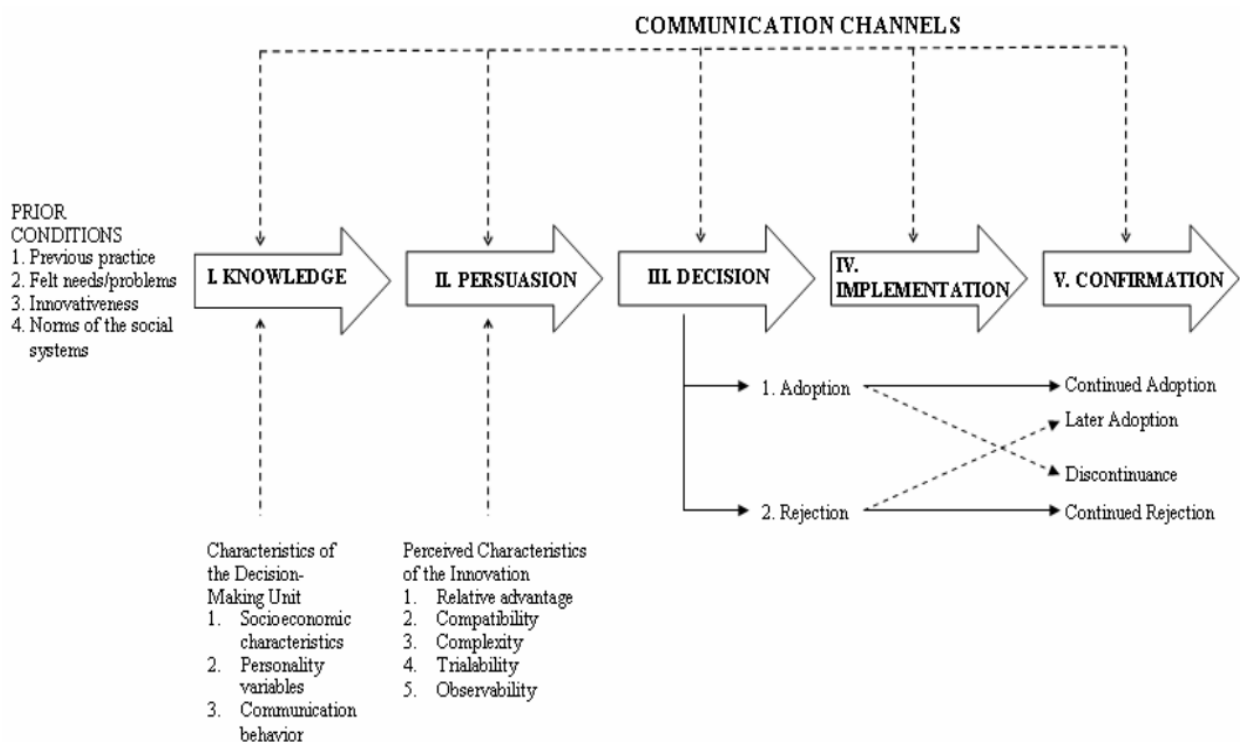 COMMUNICATION CHANNELS
PRIOR
CONDITIONS
1. Previous practice
2. Felt needs/problems
3. Innovativeness
4. Norms of the social
systems
I. KNOWLEDGE
II. PERSUASION
III. DECISION
IV.
IMPLEMENTATION
V. CONFIRMATION
1. Adoption
Continued Adoption
Later Adoption
Discontinuance
2. Rejection
Continued Rejection
Characteristics of
the Decision-
Making Unit
1. Socioeconomic
characteristics
2. Personality
variables
3. Communication
behavior
Perceived Characteristics
of the Innovation
1. Relative advantage
2. Compatibility
3. Complexity
4. Trialability
5. Observability